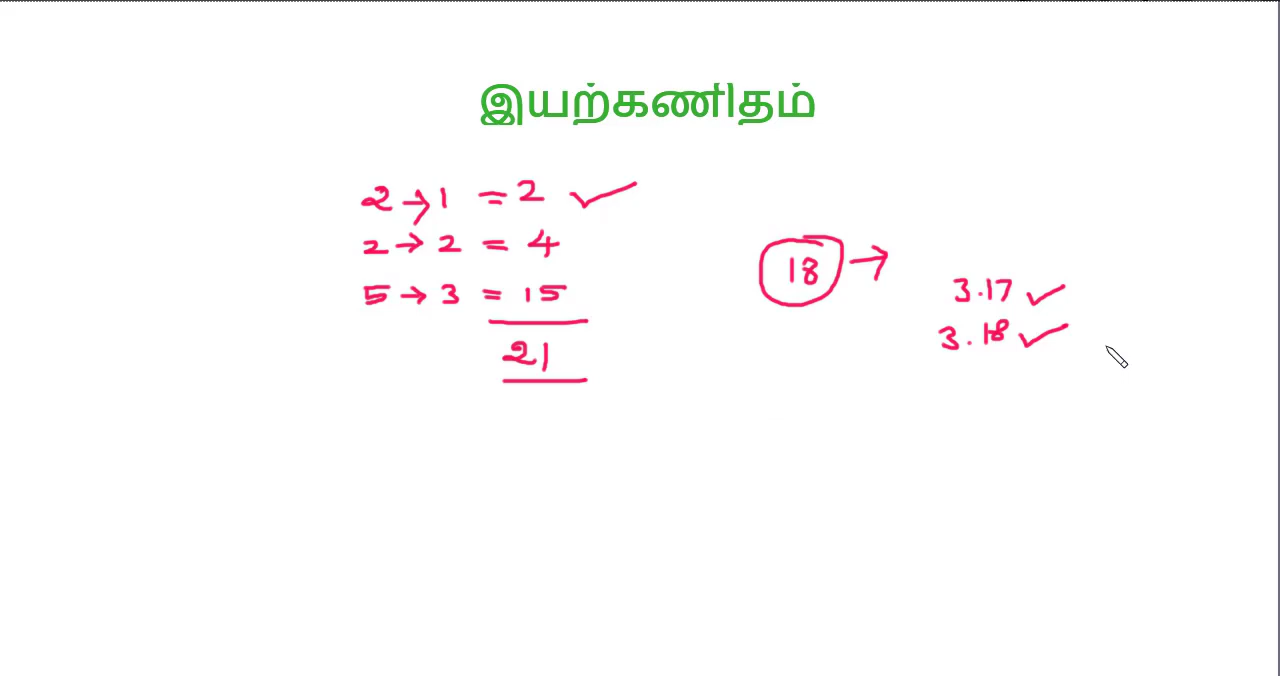 இயற்கணிதம்
2 → 1 = 2 ✓
2 → 2 = 4
5 → 3 = 15
21
18 →
3.17 ✓
3.18 ✓